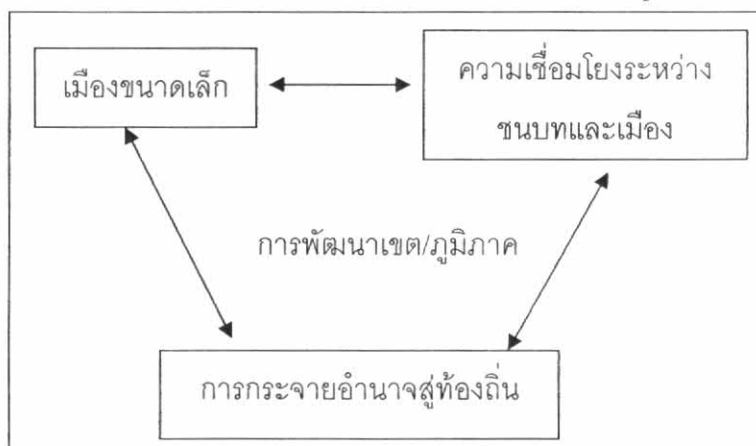 เมืองขนาดเล็ก
ความเชื่อมโยงระหว่าง
ชนบทและเมือง
การพัฒนาเขต/ภูมิภาค
การกระจายอำนาจสู่ท้องถิ่น